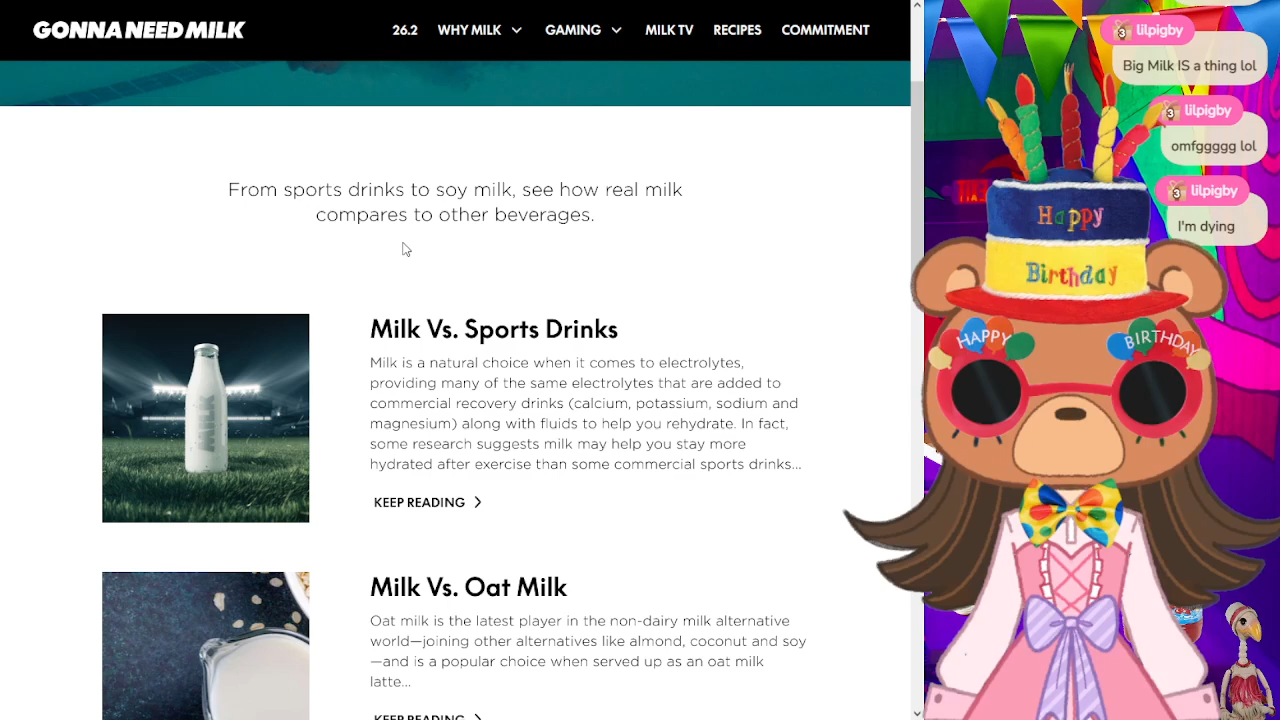 GONNA NEED MILK
26.2 WHY MILK GAMING MILK TV RECIPES COMMITMENT
From sports drinks to soy milk, see how real milk
compares to other beverages.
Milk Vs. Sports Drinks
Milk is a natural choice when it comes to electrolytes,
providing many of the same electrolytes that are added to
commercial recovery drinks (calcium, potassium, sodium and
magnesium) along with fluids to help you rehydrate. In fact,
some research suggests milk may help you stay more
hydrated after exercise than some commercial sports drinks...
KEEP READING
Milk Vs. Oat Milk
Oat milk is the latest player in the non-dairy milk alternative
world—joining other alternatives like almond, coconut and soy
—and is a popular choice when served up as an oat milk
latte...
KEEP READING
3 lilpigby
Big Milk IS a thing lol
3 lilpigby
omfggggg lol
3 lilpigby
I'm dying
Happy
Birthday
HAPPY BIRTHDAY